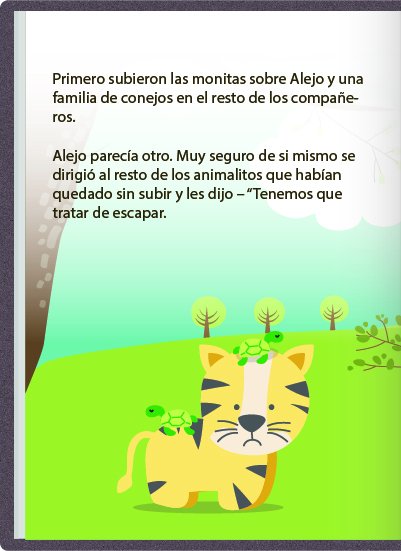 Primero subieron las monitas sobre Alejo y una
familia de conejos en el resto de los compañe-
ros.
Alejo parecía otro. Muy seguro de si mismo se
dirigió al resto de los animalitos que habían
quedado sin subir y les dijo – “Tenemos que
tratar de escapar.